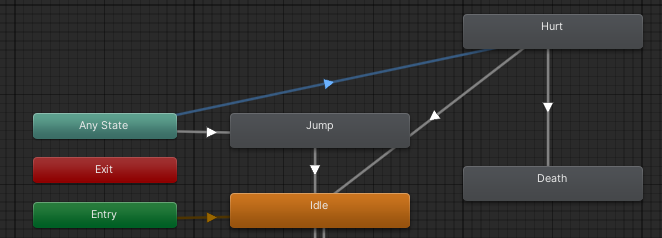 Hurt
Any State
Jump
Exit
Death
Entry
Idle